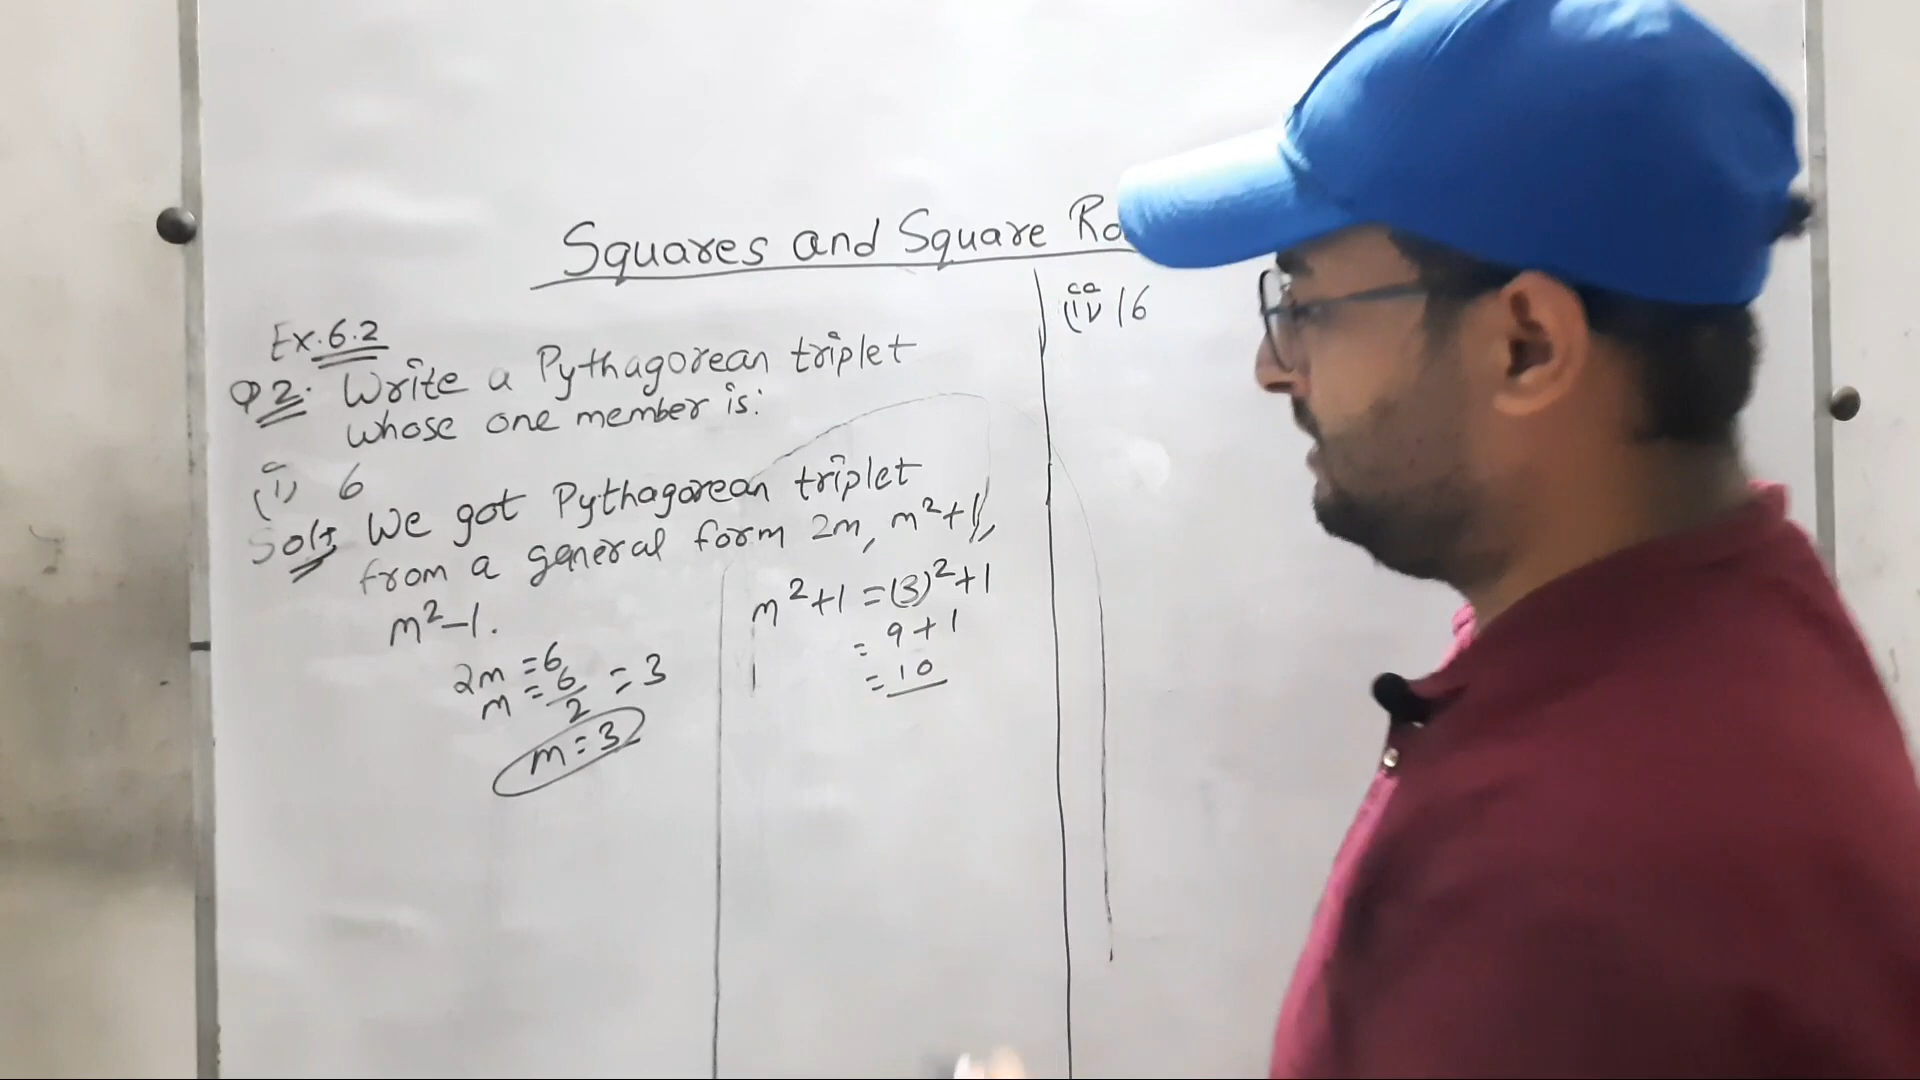 Squares and Square Ro
Ex.6.2
Q2. Write a Pythagorean triplet
whose one member is:
(i) 6
Sol: We got Pythagorean triplet
from a general form 2m, m²+1,
m²-1.
2m = 6
m = 6/2 = 3
m = 3
m²+1 = (3)²+1
= 9+1
= 10
(iv) 16